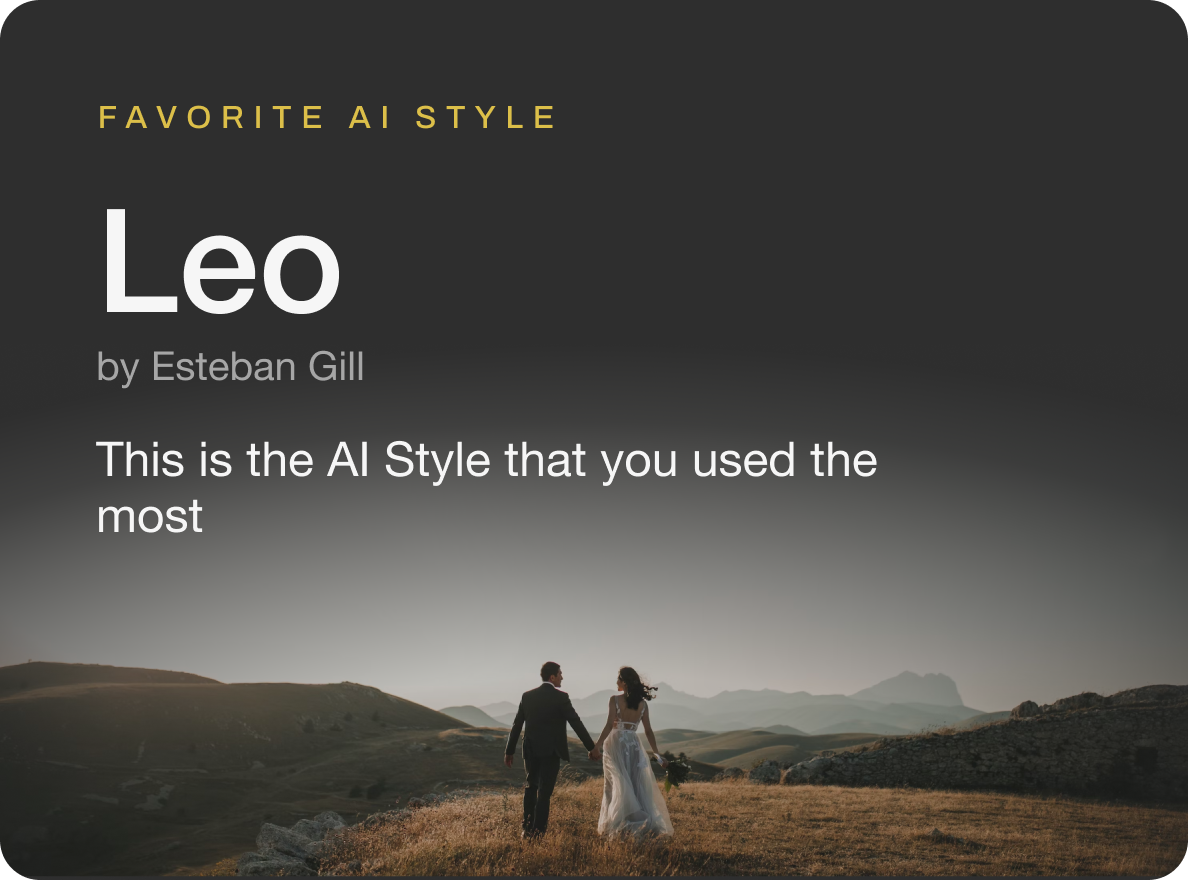 FAVORITE AI STYLE
Leo
by Esteban Gill
This is the AI Style that you used the
most